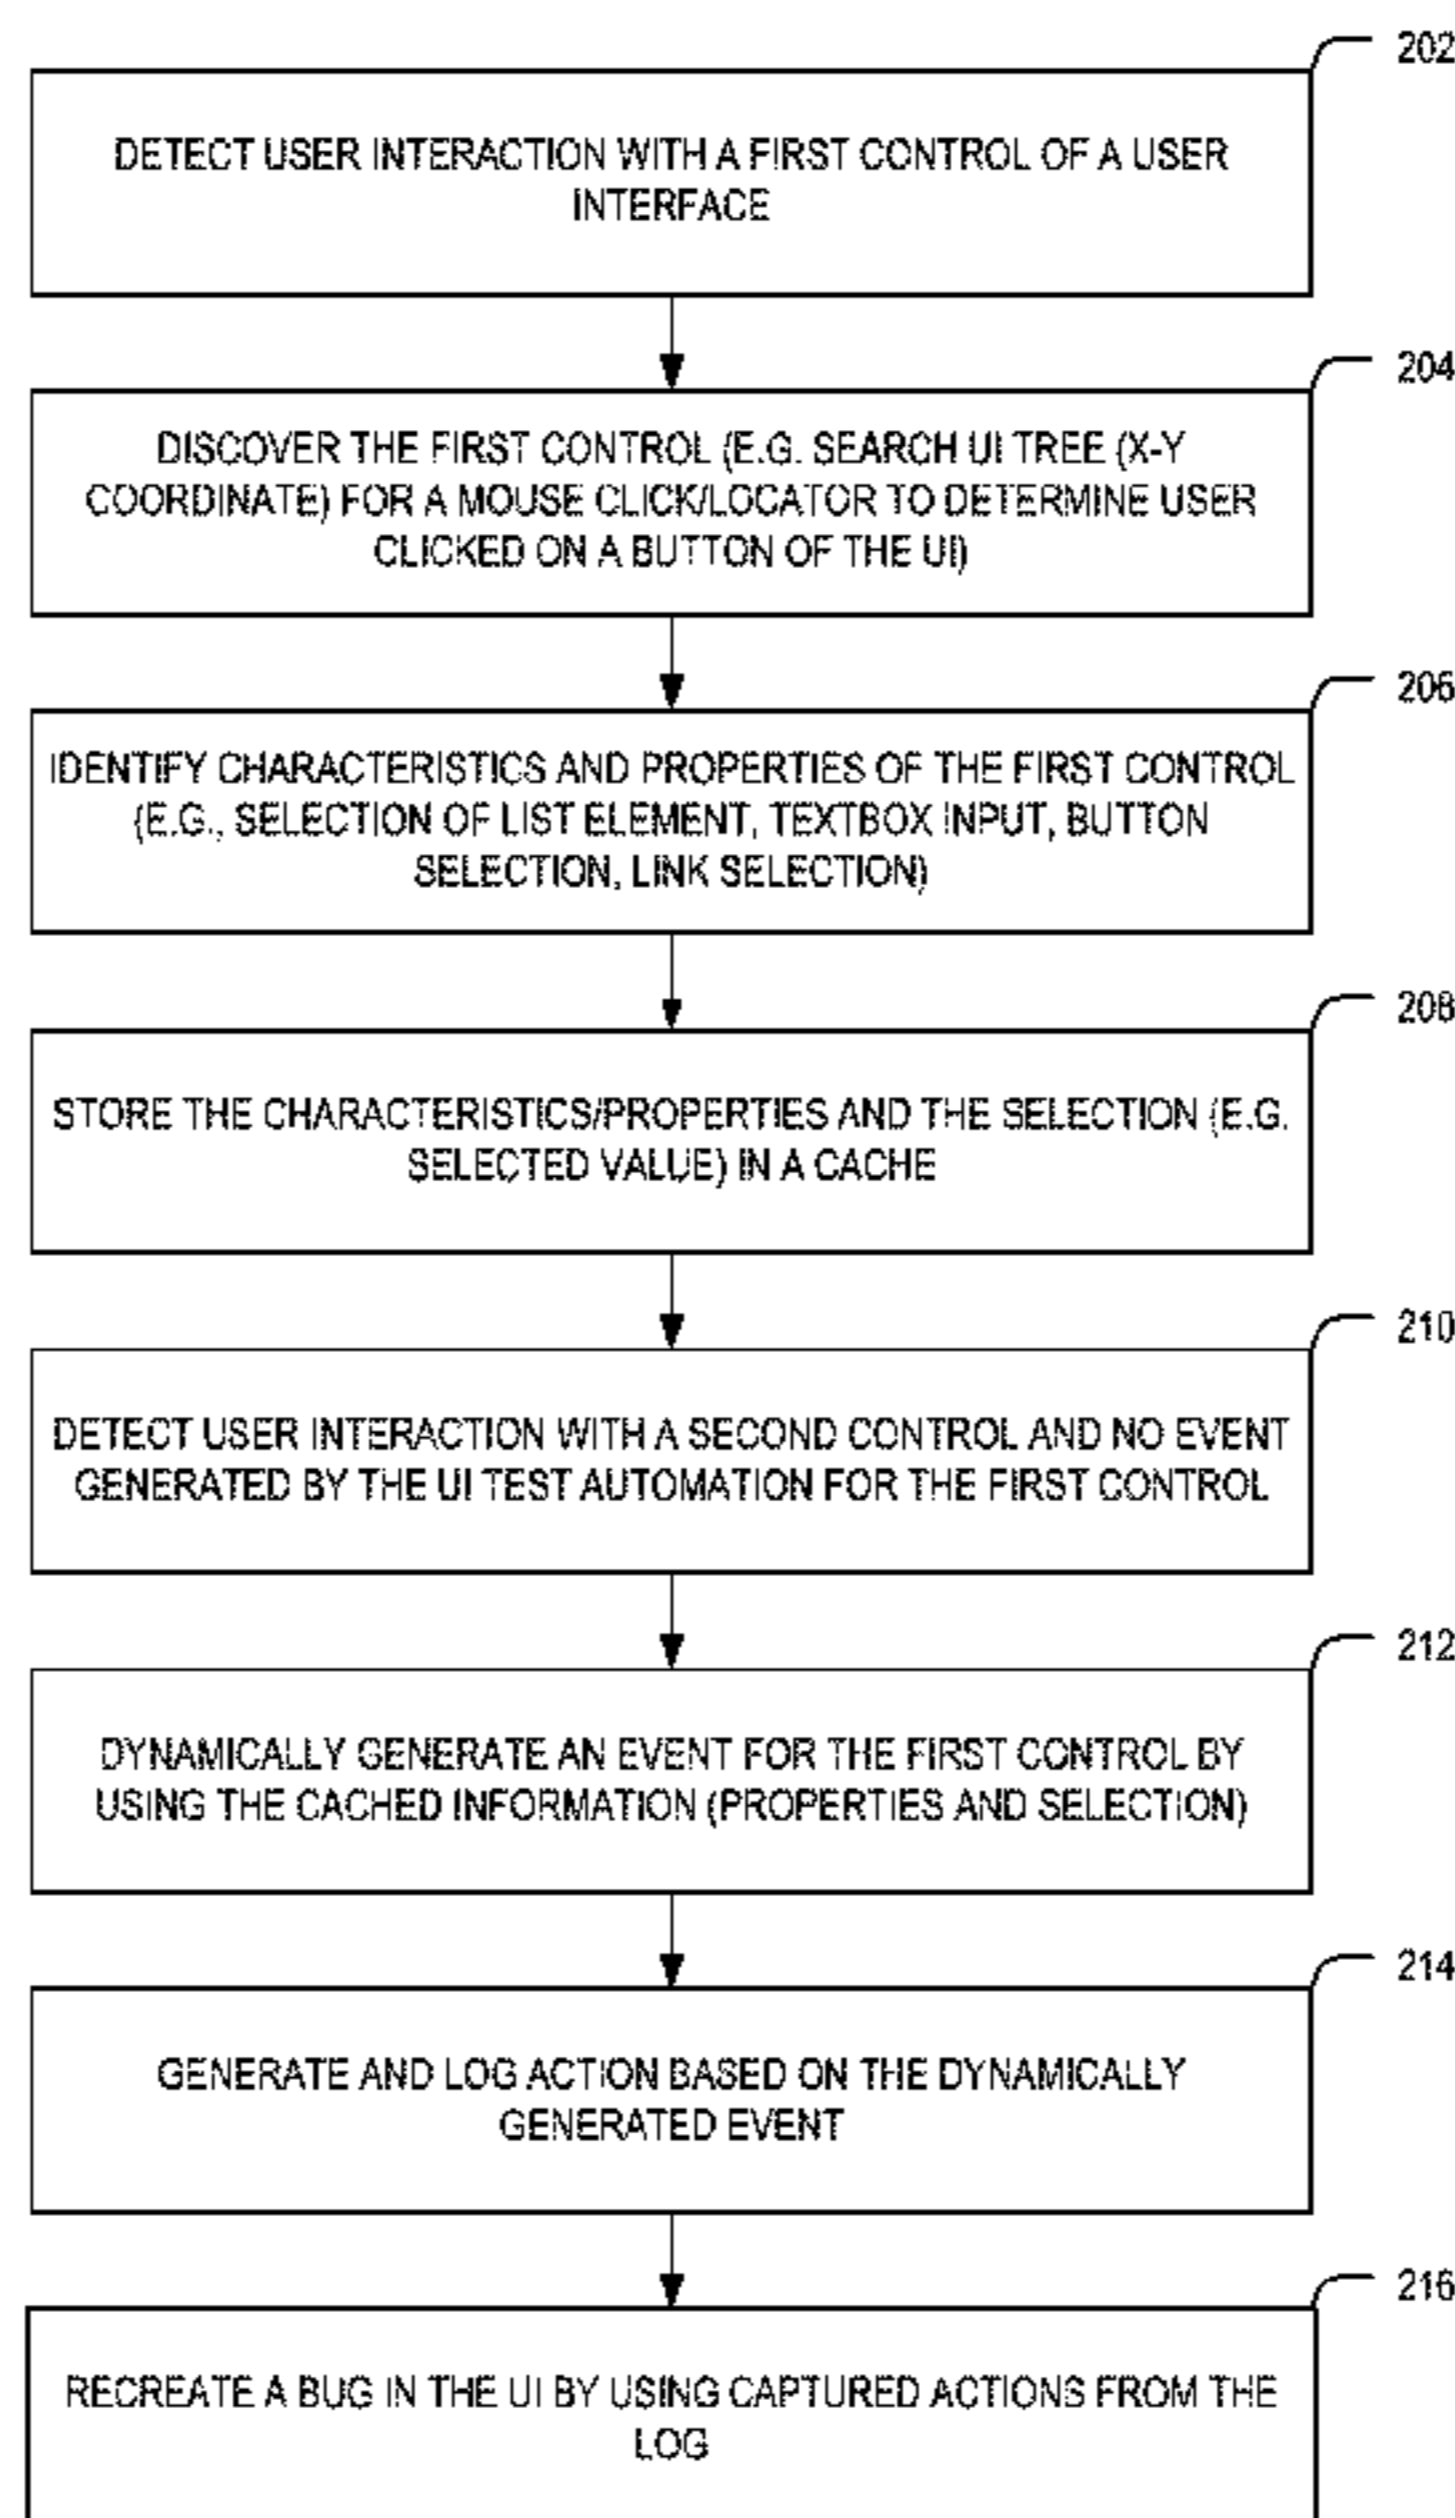 202
DETECT USER INTERACTION WITH A FIRST CONTROL OF A USER
INTERFACE
204
DISCOVER THE FIRST CONTROL (E.G. SEARCH UI TREE (X-Y
COORDINATE) FOR A MOUSE CLICK/LOCATOR TO DETERMINE USER
CLICKED ON A BUTTON OF THE UI)
206
IDENTIFY CHARACTERISTICS AND PROPERTIES OF THE FIRST CONTROL
(E.G., SELECTION OF LIST ELEMENT, TEXTBOX INPUT, BUTTON
SELECTION, LINK SELECTION)
208
STORE THE CHARACTERISTICS/PROPERTIES AND THE SELECTION (E.G.
SELECTED VALUE) IN A CACHE
210
DETECT USER INTERACTION WITH A SECOND CONTROL AND NO EVENT
GENERATED BY THE UI TEST AUTOMATION FOR THE FIRST CONTROL
212
DYNAMICALLY GENERATE AN EVENT FOR THE FIRST CONTROL BY
USING THE CACHED INFORMATION (PROPERTIES AND SELECTION)
214
GENERATE AND LOG ACTION BASED ON THE DYNAMICALLY
GENERATED EVENT
216
RECREATE A BUG IN THE UI BY USING CAPTURED ACTIONS FROM THE
LOG